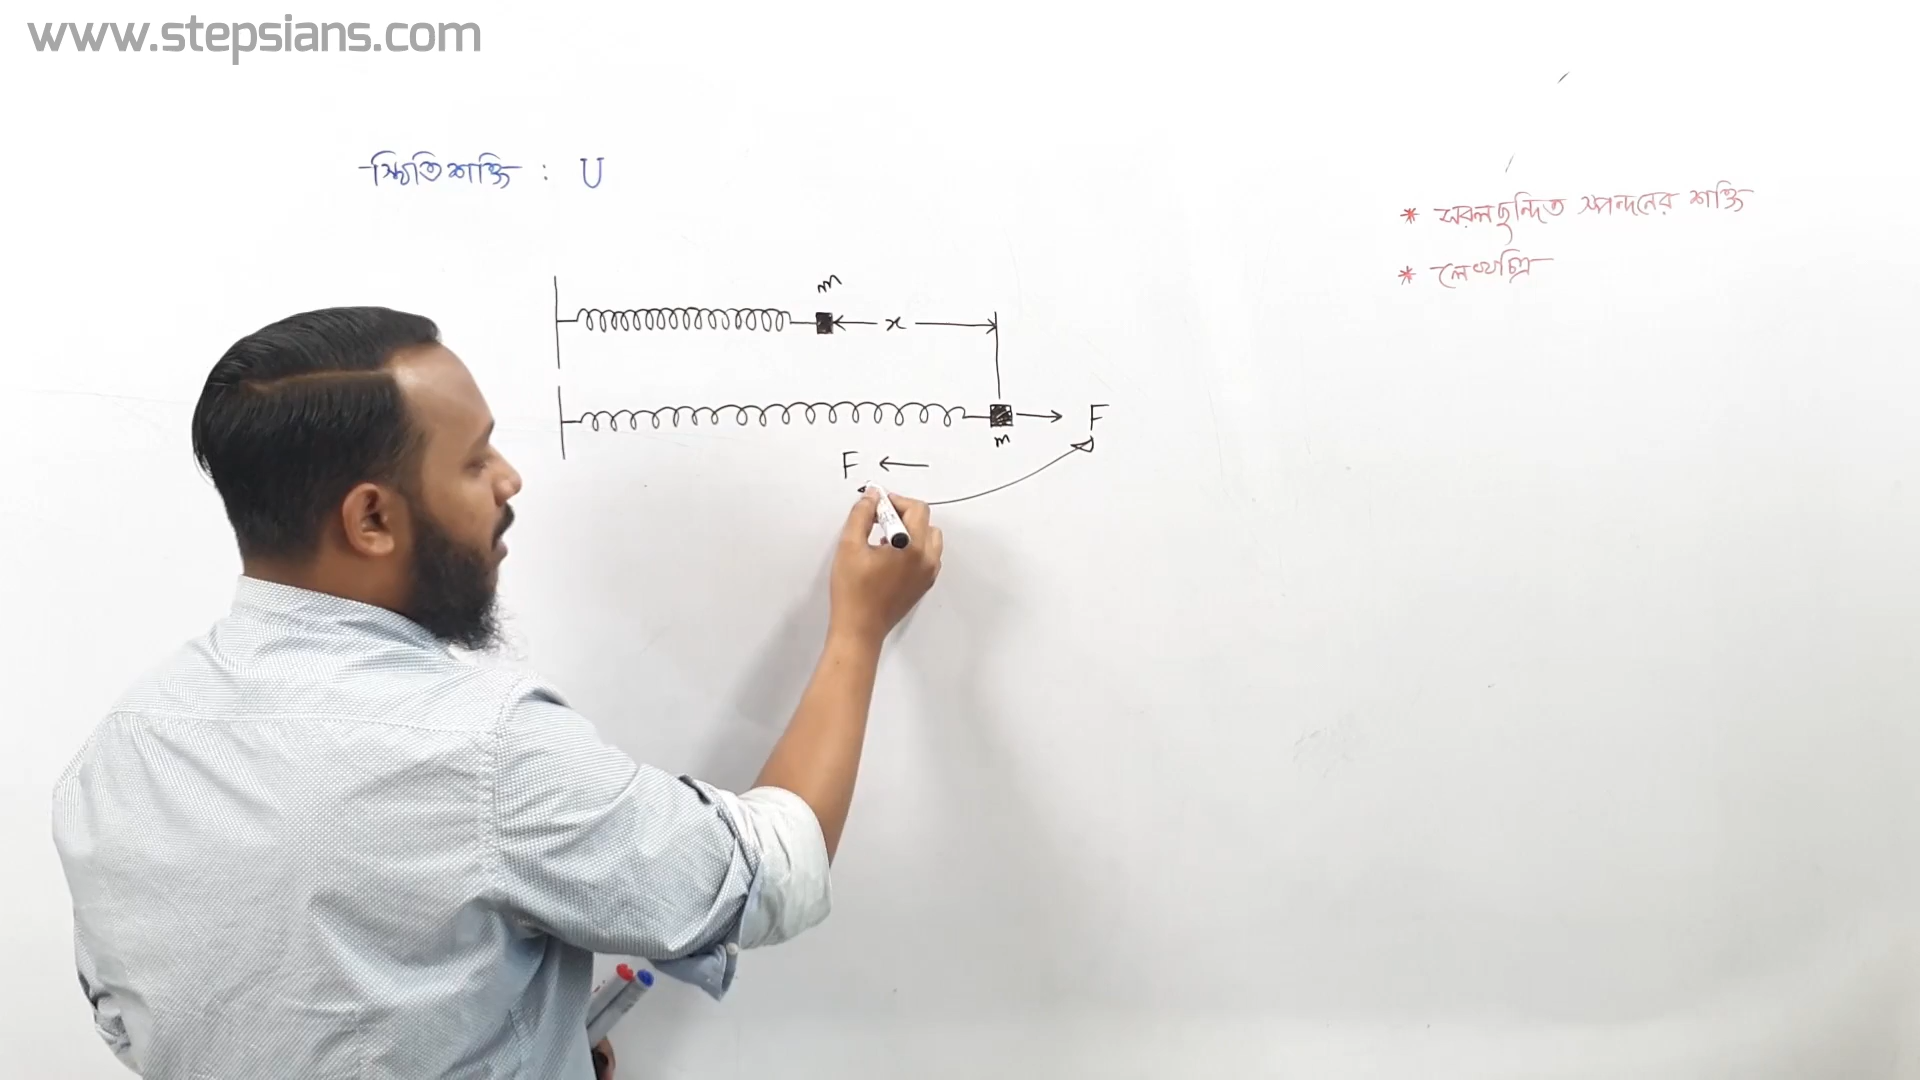 www.stepsians.com
স্থিতিশক্তি : U
* সরলছন্দিত স্পন্দনের শক্তি
* লেখচিত্র
m
x
F
m
F